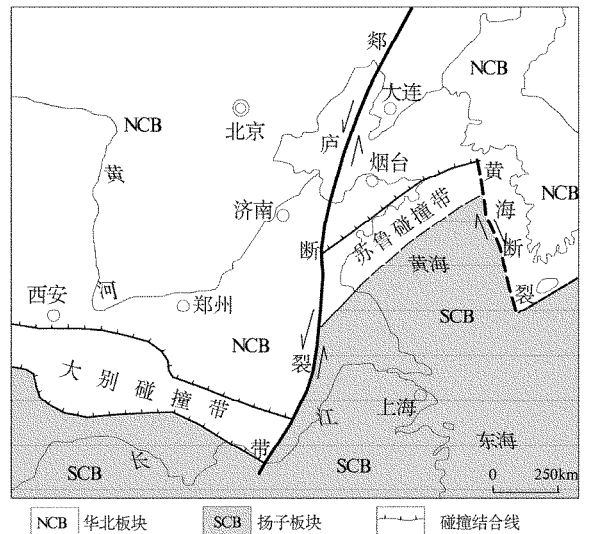 郯
庐
断
裂
带
NCB
大连
NCB
北京
黄
河
烟台
黄
海
断
裂
NCB
济南
苏鲁碰撞带
黄海
西安
郑州
SCB
NCB
大别碰撞带
江
上海
长
SCB
SCB
东海
0 250km
NCB 华北板块 SCB 扬子板块 碰撞结合线